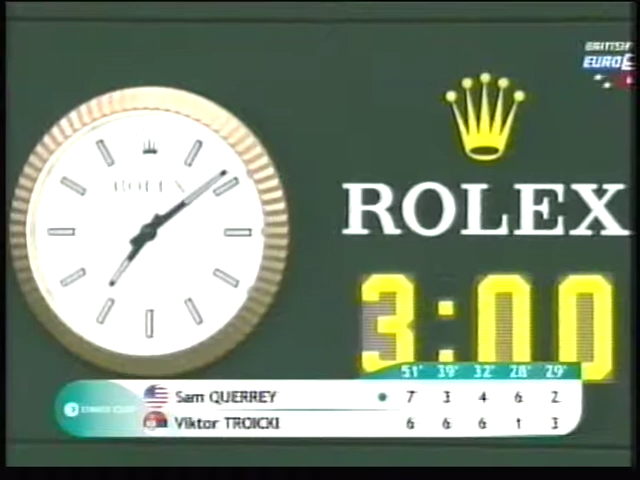 BRITISH
EURO
ROLEX
ROLEX
3:00
51' 39' 32' 28' 29'
Sam QUERREY 7 3 4 6 2
Viktor TROICKI 6 6 6 1 3